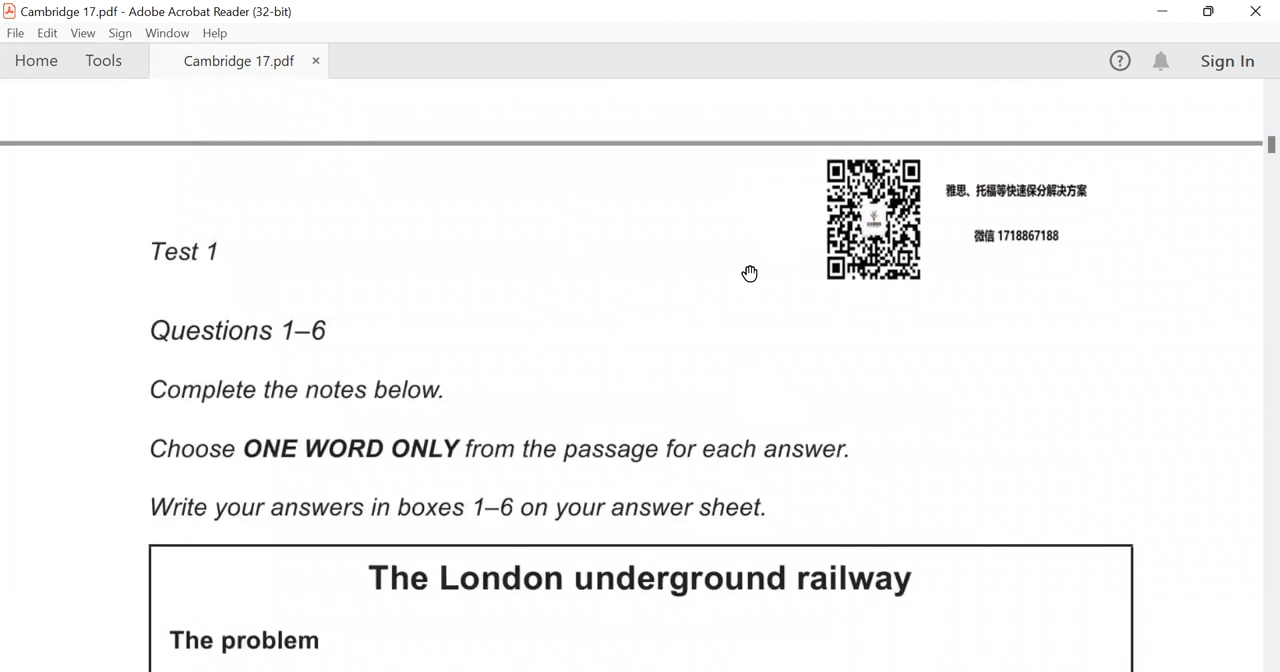 Cambridge 17.pdf - Adobe Acrobat Reader (32-bit)
File Edit View Sign Window Help
Home Tools Cambridge 17.pdf × ? Sign In
雅思、托福等快速保分解决方案
微信 1718867188
Test 1
Questions 1–6
Complete the notes below.
Choose ONE WORD ONLY from the passage for each answer.
Write your answers in boxes 1–6 on your answer sheet.
The London underground railway
The problem